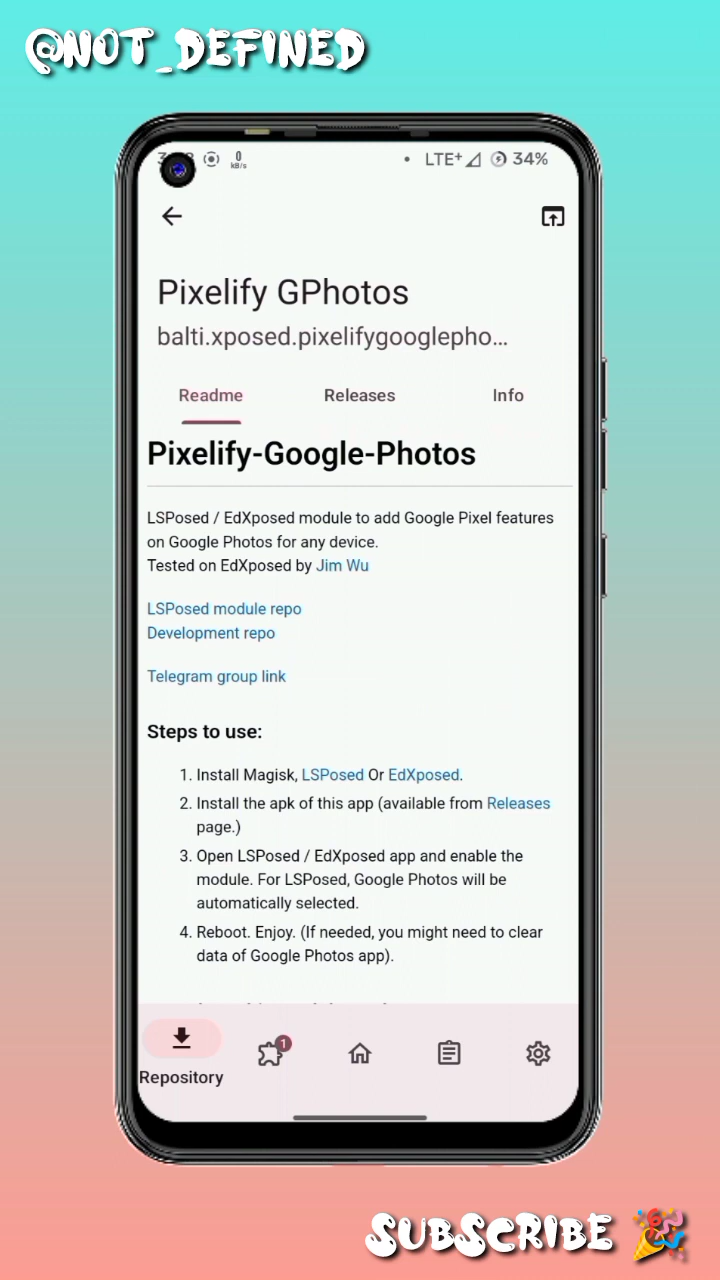 @NOT_DEFINED
0
kB/s
LTE+ 34%
Pixelify GPhotos
balti.xposed.pixelifygooglepho...
Readme Releases Info
Pixelify-Google-Photos
LSPosed / EdXposed module to add Google Pixel features
on Google Photos for any device.
Tested on EdXposed by Jim Wu
LSPosed module repo
Development repo
Telegram group link
Steps to use:
1. Install Magisk, LSPosed Or EdXposed.
2. Install the apk of this app (available from Releases
page.)
3. Open LSPosed / EdXposed app and enable the
module. For LSPosed, Google Photos will be
automatically selected.
4. Reboot. Enjoy. (If needed, you might need to clear
data of Google Photos app).
1
Repository
SUBSCRIBE 🎉